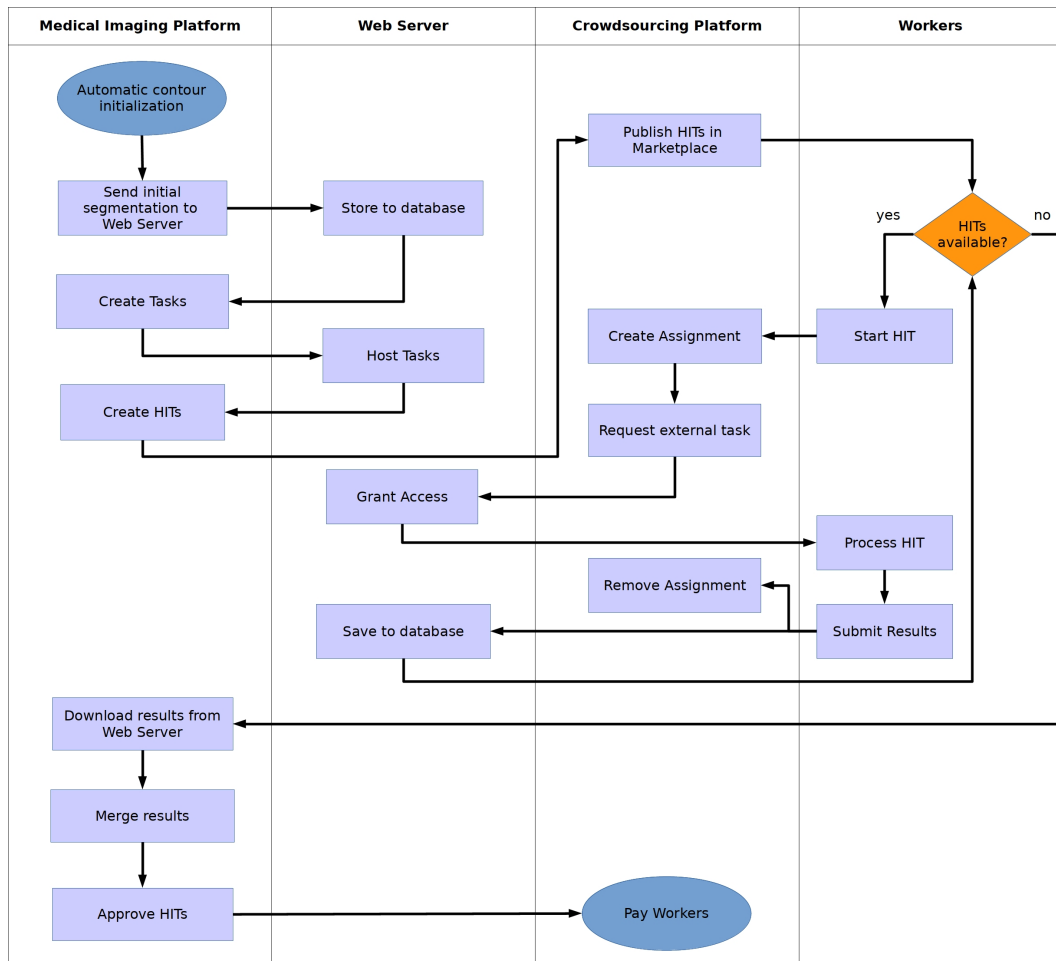 Medical Imaging Platform
Web Server
Crowdsourcing Platform
Workers
Automatic contour
initialization
Publish HITs in
Marketplace
Send initial
segmentation to
Web Server
Store to database
yes
HITs
available?
no
Create Tasks
Create Assignment
Start HIT
Host Tasks
Create HITs
Request external task
Grant Access
Process HIT
Remove Assignment
Save to database
Submit Results
Download results from
Web Server
Merge results
Approve HITs
Pay Workers